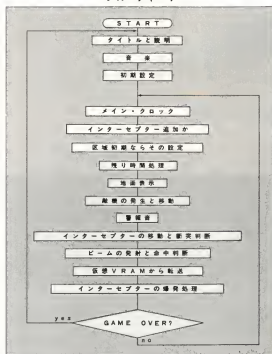 START
タイトルと説明
音楽
初期設定
メイン・クロック
インターセプター追加か
区域初期ならその設定
残り時間処理
地面表示
敵機の発生と移動
警報音
インターセプターの移動と衝突判断
ビームの発射と命中判断
仮想VRAMから転送
インターセプターの爆発処理
yes
GAME OVER?
no